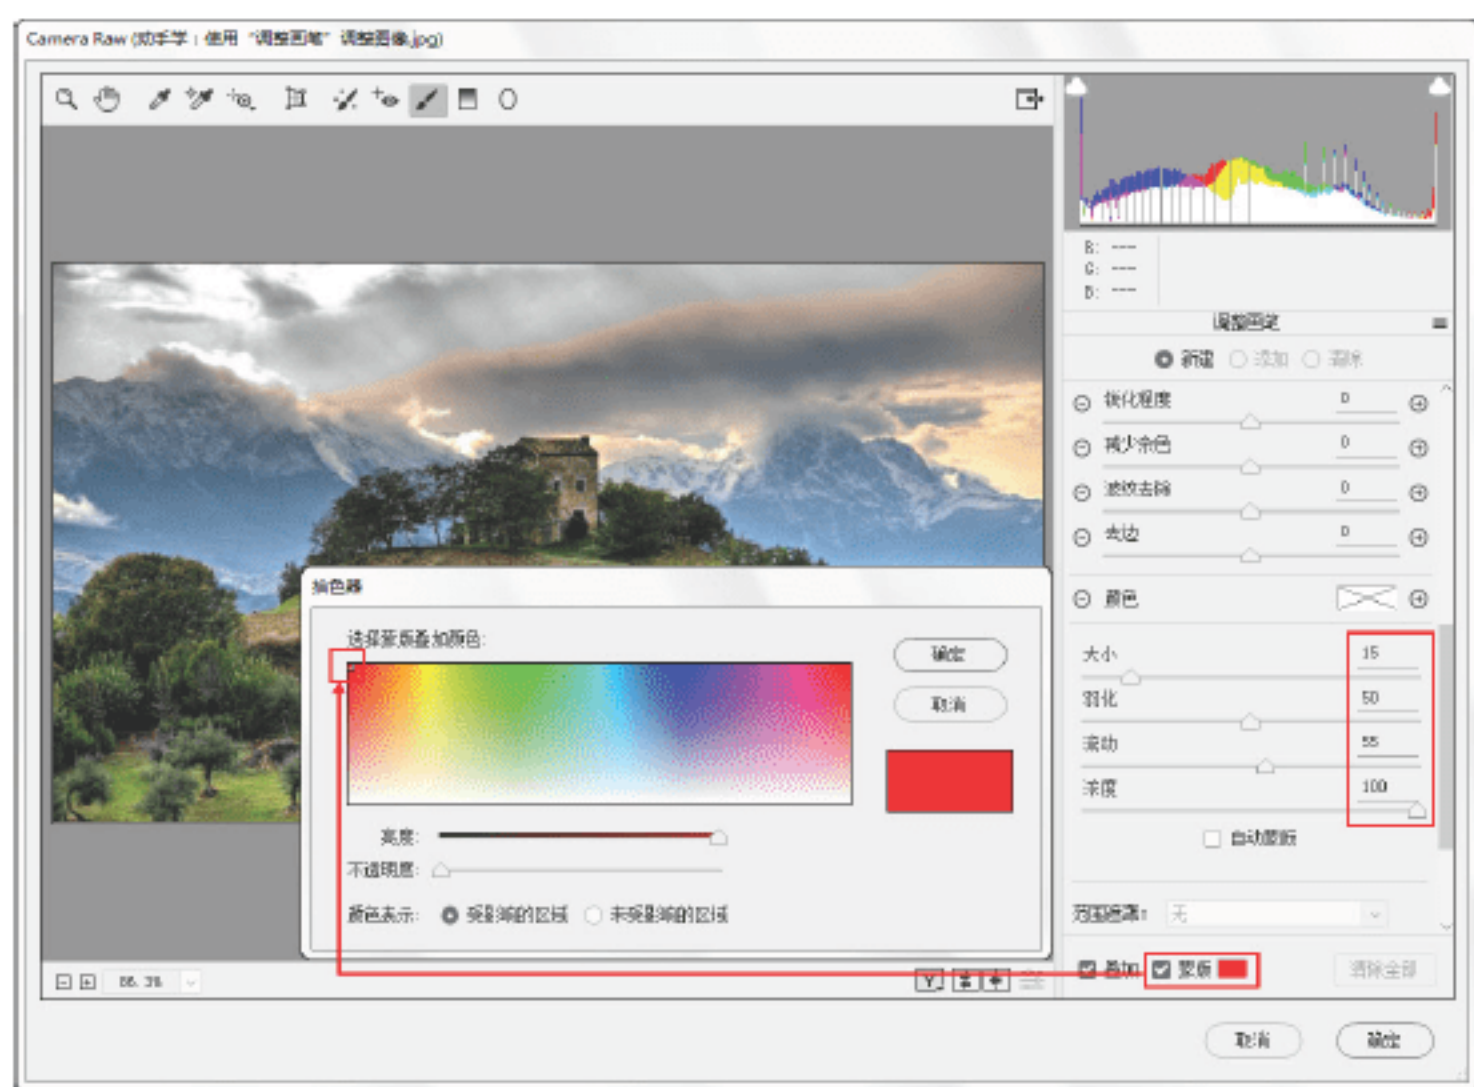 Camera Raw (动手学：使用 “调整画笔” 调整图像.jpg)
R: ---
G: ---
B: ---
调整画笔
新建 添加 清除
锐化程度 0
减少杂色 0
波纹去除 0
去边 0
颜色
大小 15
羽化 50
流动 55
浓度 100
自动蒙版
范围遮罩: 无
叠加 蒙版 清除全部
拾色器
选择蒙版叠加颜色:
确定
取消
亮度:
不透明度:
颜色表示: 受影响的区域 未受影响的区域
66.3%
Y
取消 确定